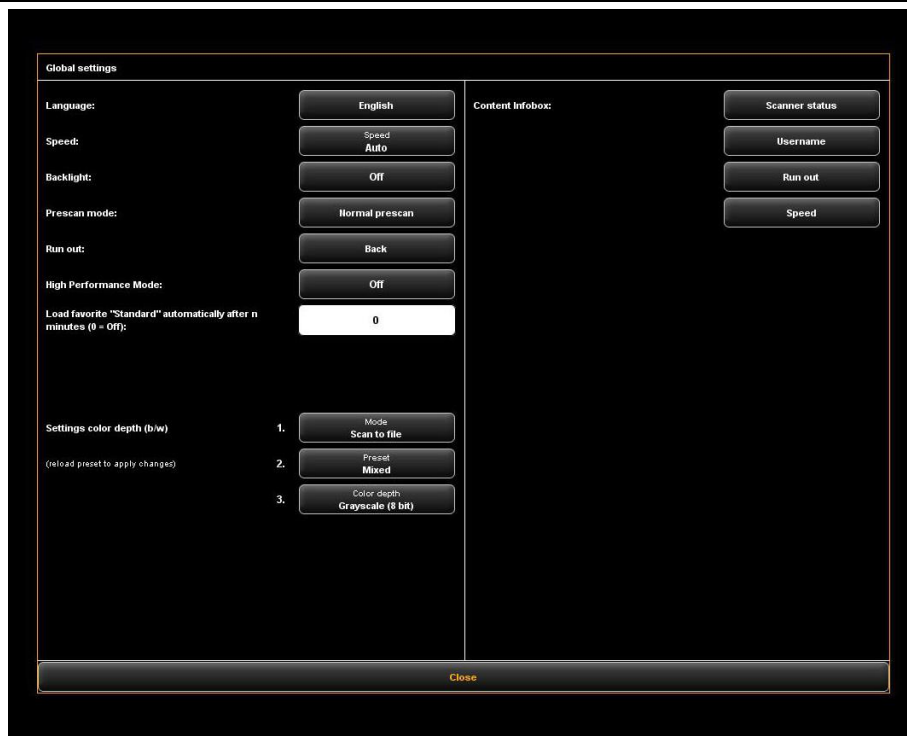 Global settings
Language:
English
Speed:
Speed
Auto
Backlight:
Off
Prescan mode:
Normal prescan
Run out:
Back
High Performance Mode:
Off
Load favorite "Standard" automatically after n
minutes (0 = Off):
0
Settings color depth (b/w)
1.
Mode
Scan to file
(reload preset to apply changes)
2.
Preset
Mixed
3.
Color depth
Grayscale (8 bit)
Content Infobox:
Scanner status
Username
Run out
Speed
Close